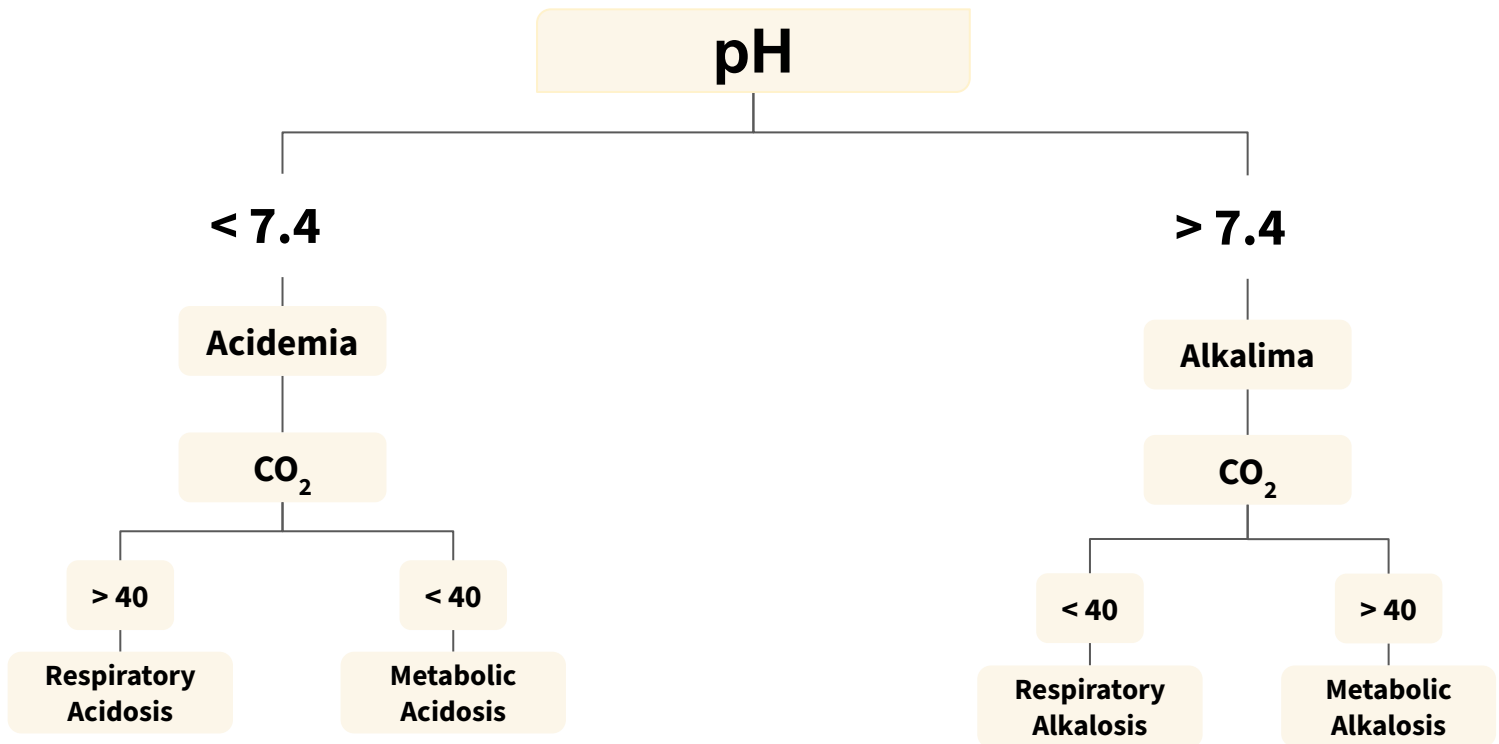 pH
< 7.4
> 7.4
Acidemia
Alkalima
CO₂
CO₂
> 40
< 40
< 40
> 40
Respiratory
Acidosis
Metabolic
Acidosis
Respiratory
Alkalosis
Metabolic
Alkalosis